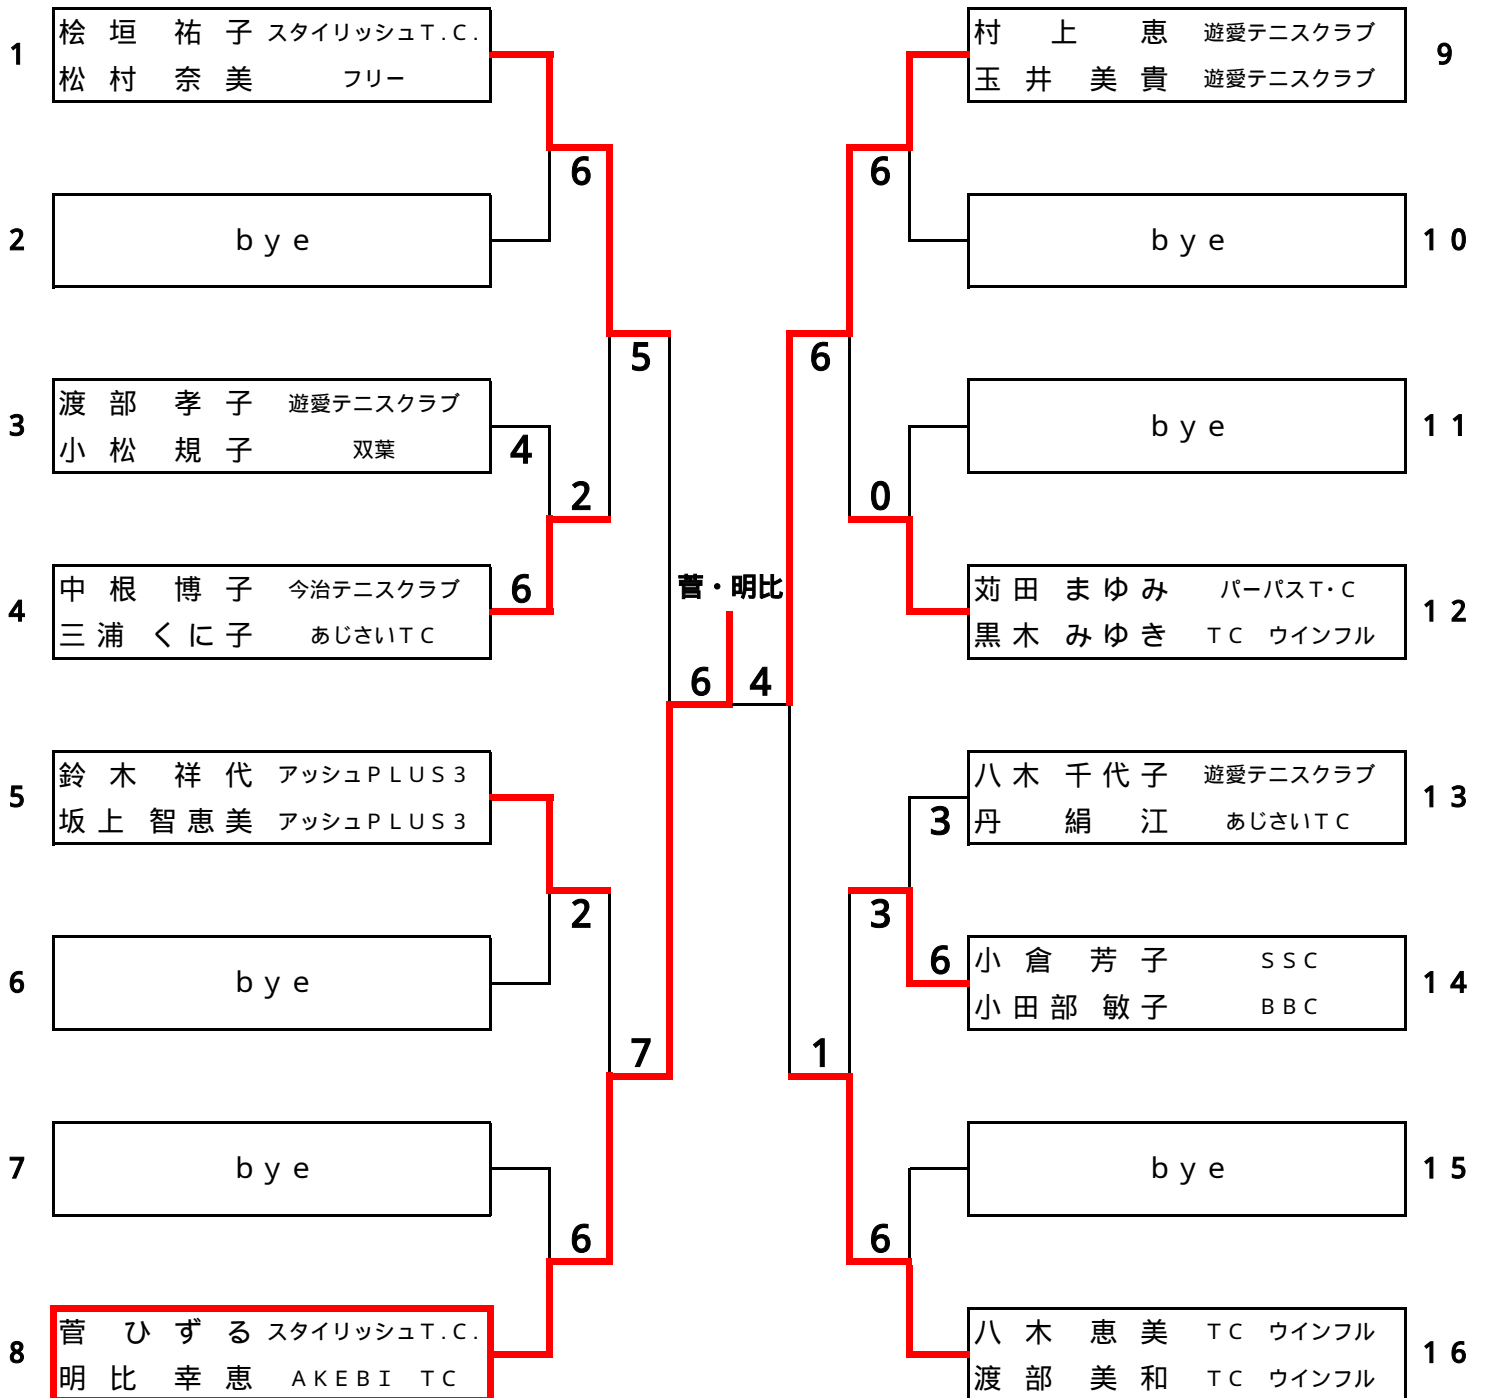 1 桧垣 祐子 スタイリッシュT.C.
松村 奈美 フリー
6
2 bye
5
3 渡部 孝子 遊愛テニスクラブ
小松 規子 双葉
4
2
4 中根 博子 今治テニスクラブ
三浦 くに子 あじさいTC
6
5 鈴木 祥代 アッシュPLUS3
坂上 智恵美 アッシュPLUS3
2
6 bye
7
7 bye
6
8 菅 ひずる スタイリッシュT.C.
明比 幸恵 AKEBI TC
菅・明比
6 4
村上 恵 遊愛テニスクラブ 9
玉井 美貴 遊愛テニスクラブ
6
bye 10
6
bye 11
0
苅田 まゆみ パーパスT・C 12
黒木 みゆき TC ウインフル
八木 千代子 遊愛テニスクラブ 13
丹 絹江 あじさいTC
3
3
6
小倉 芳子 SSC 14
小田部 敏子 BBC
1
bye 15
6
八木 恵美 TC ウインフル 16
渡部 美和 TC ウインフル